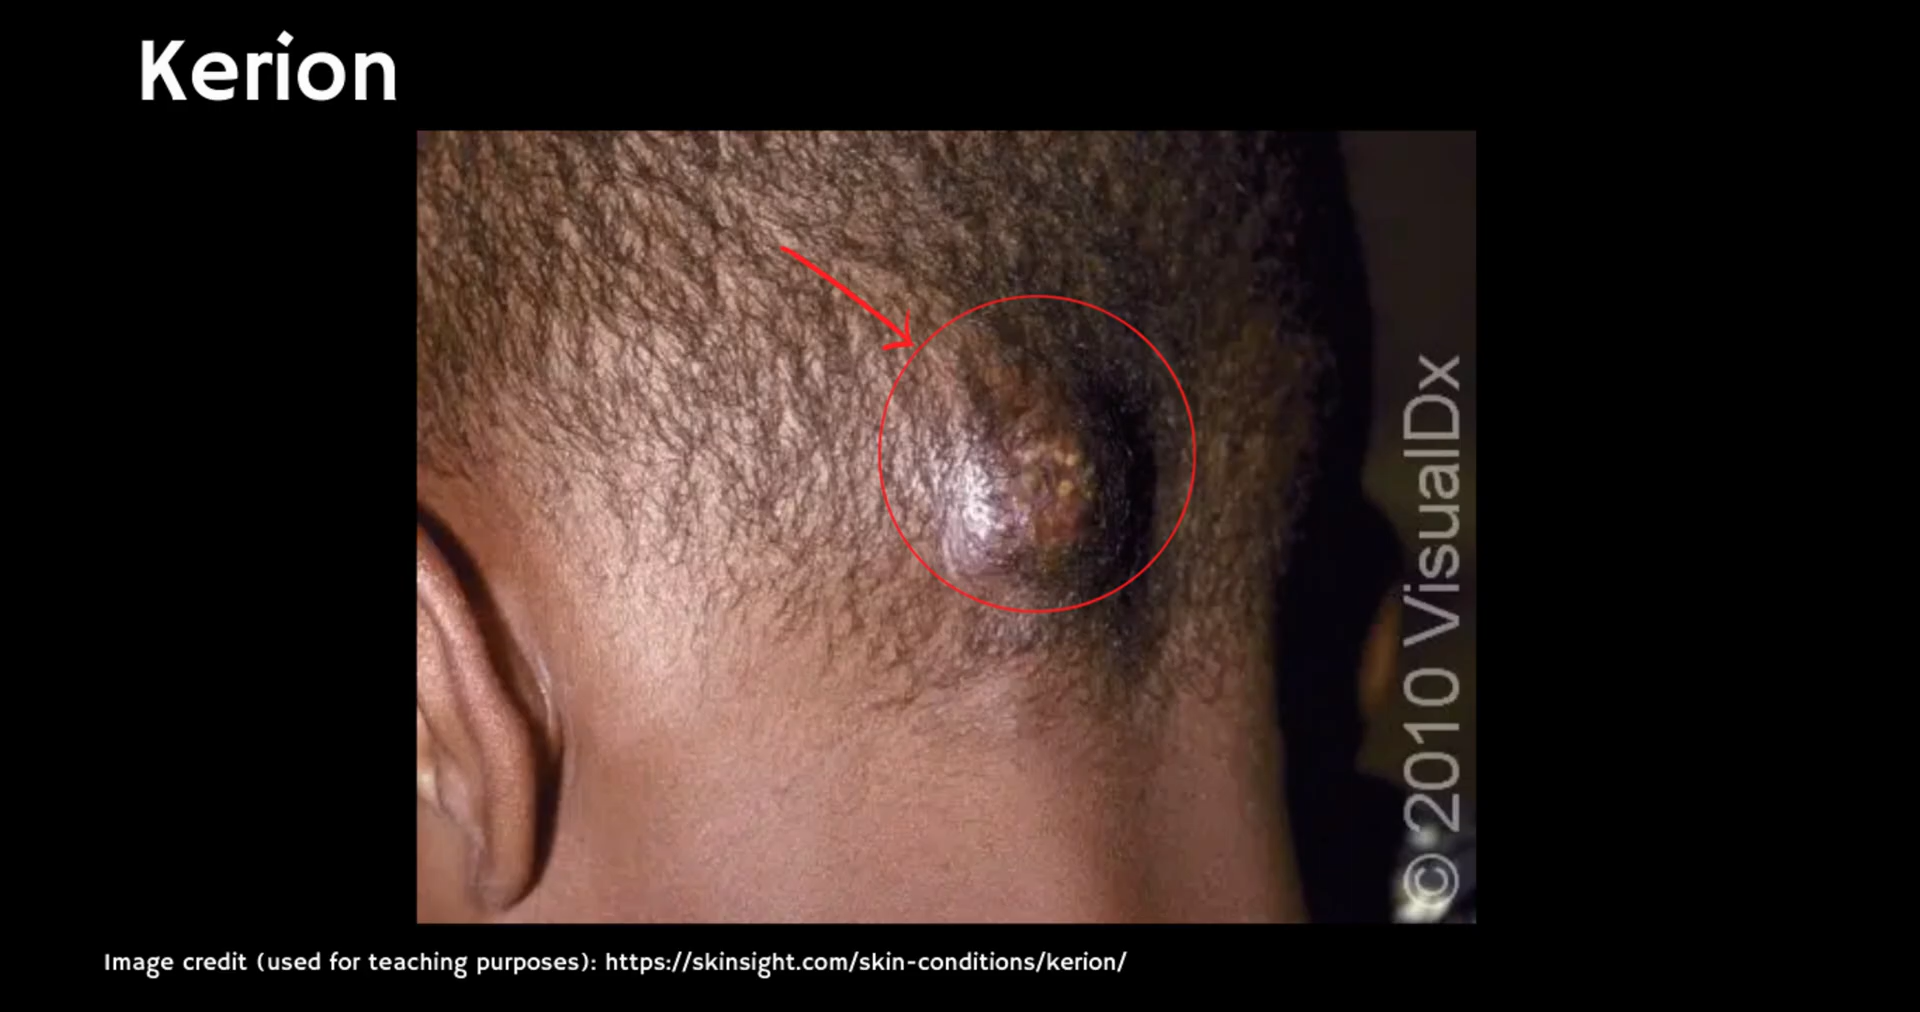 Kerion
© 2010 VisualDx
Image credit (used for teaching purposes): https://skinsight.com/skin-conditions/kerion/